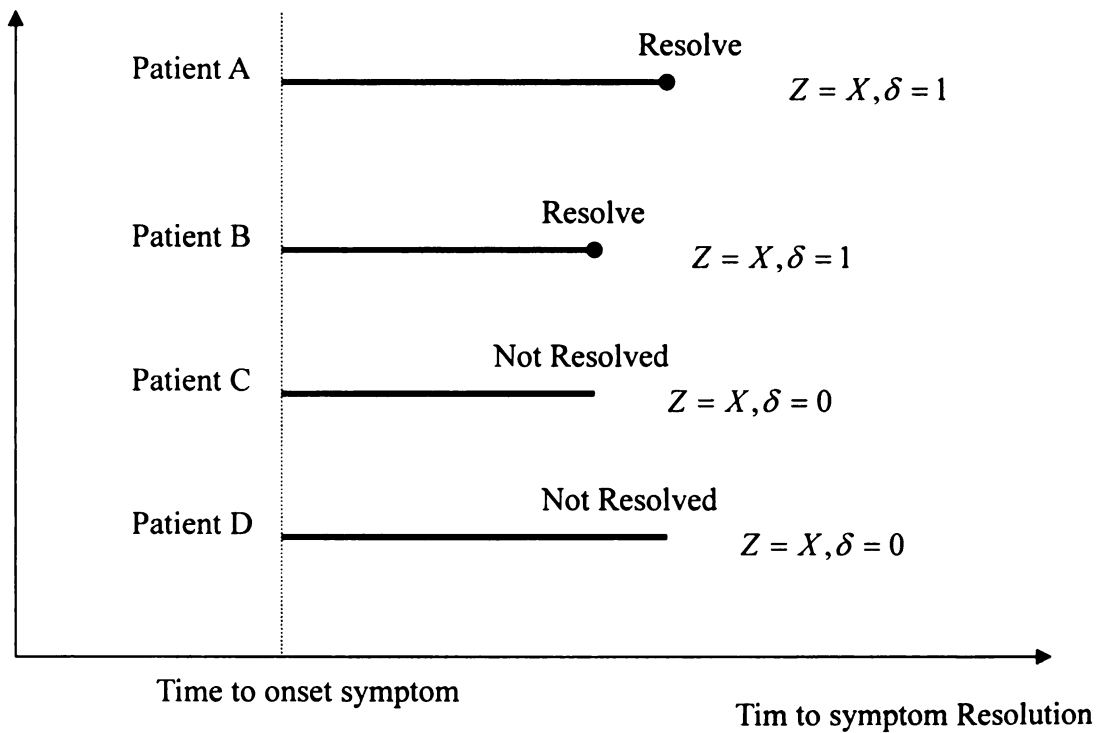 Resolve
Patient A
Z = X, δ = 1
Resolve
Patient B
Z = X, δ = 1
Not Resolved
Patient C
Z = X, δ = 0
Not Resolved
Patient D
Z = X, δ = 0
Time to onset symptom
Tim to symptom Resolution